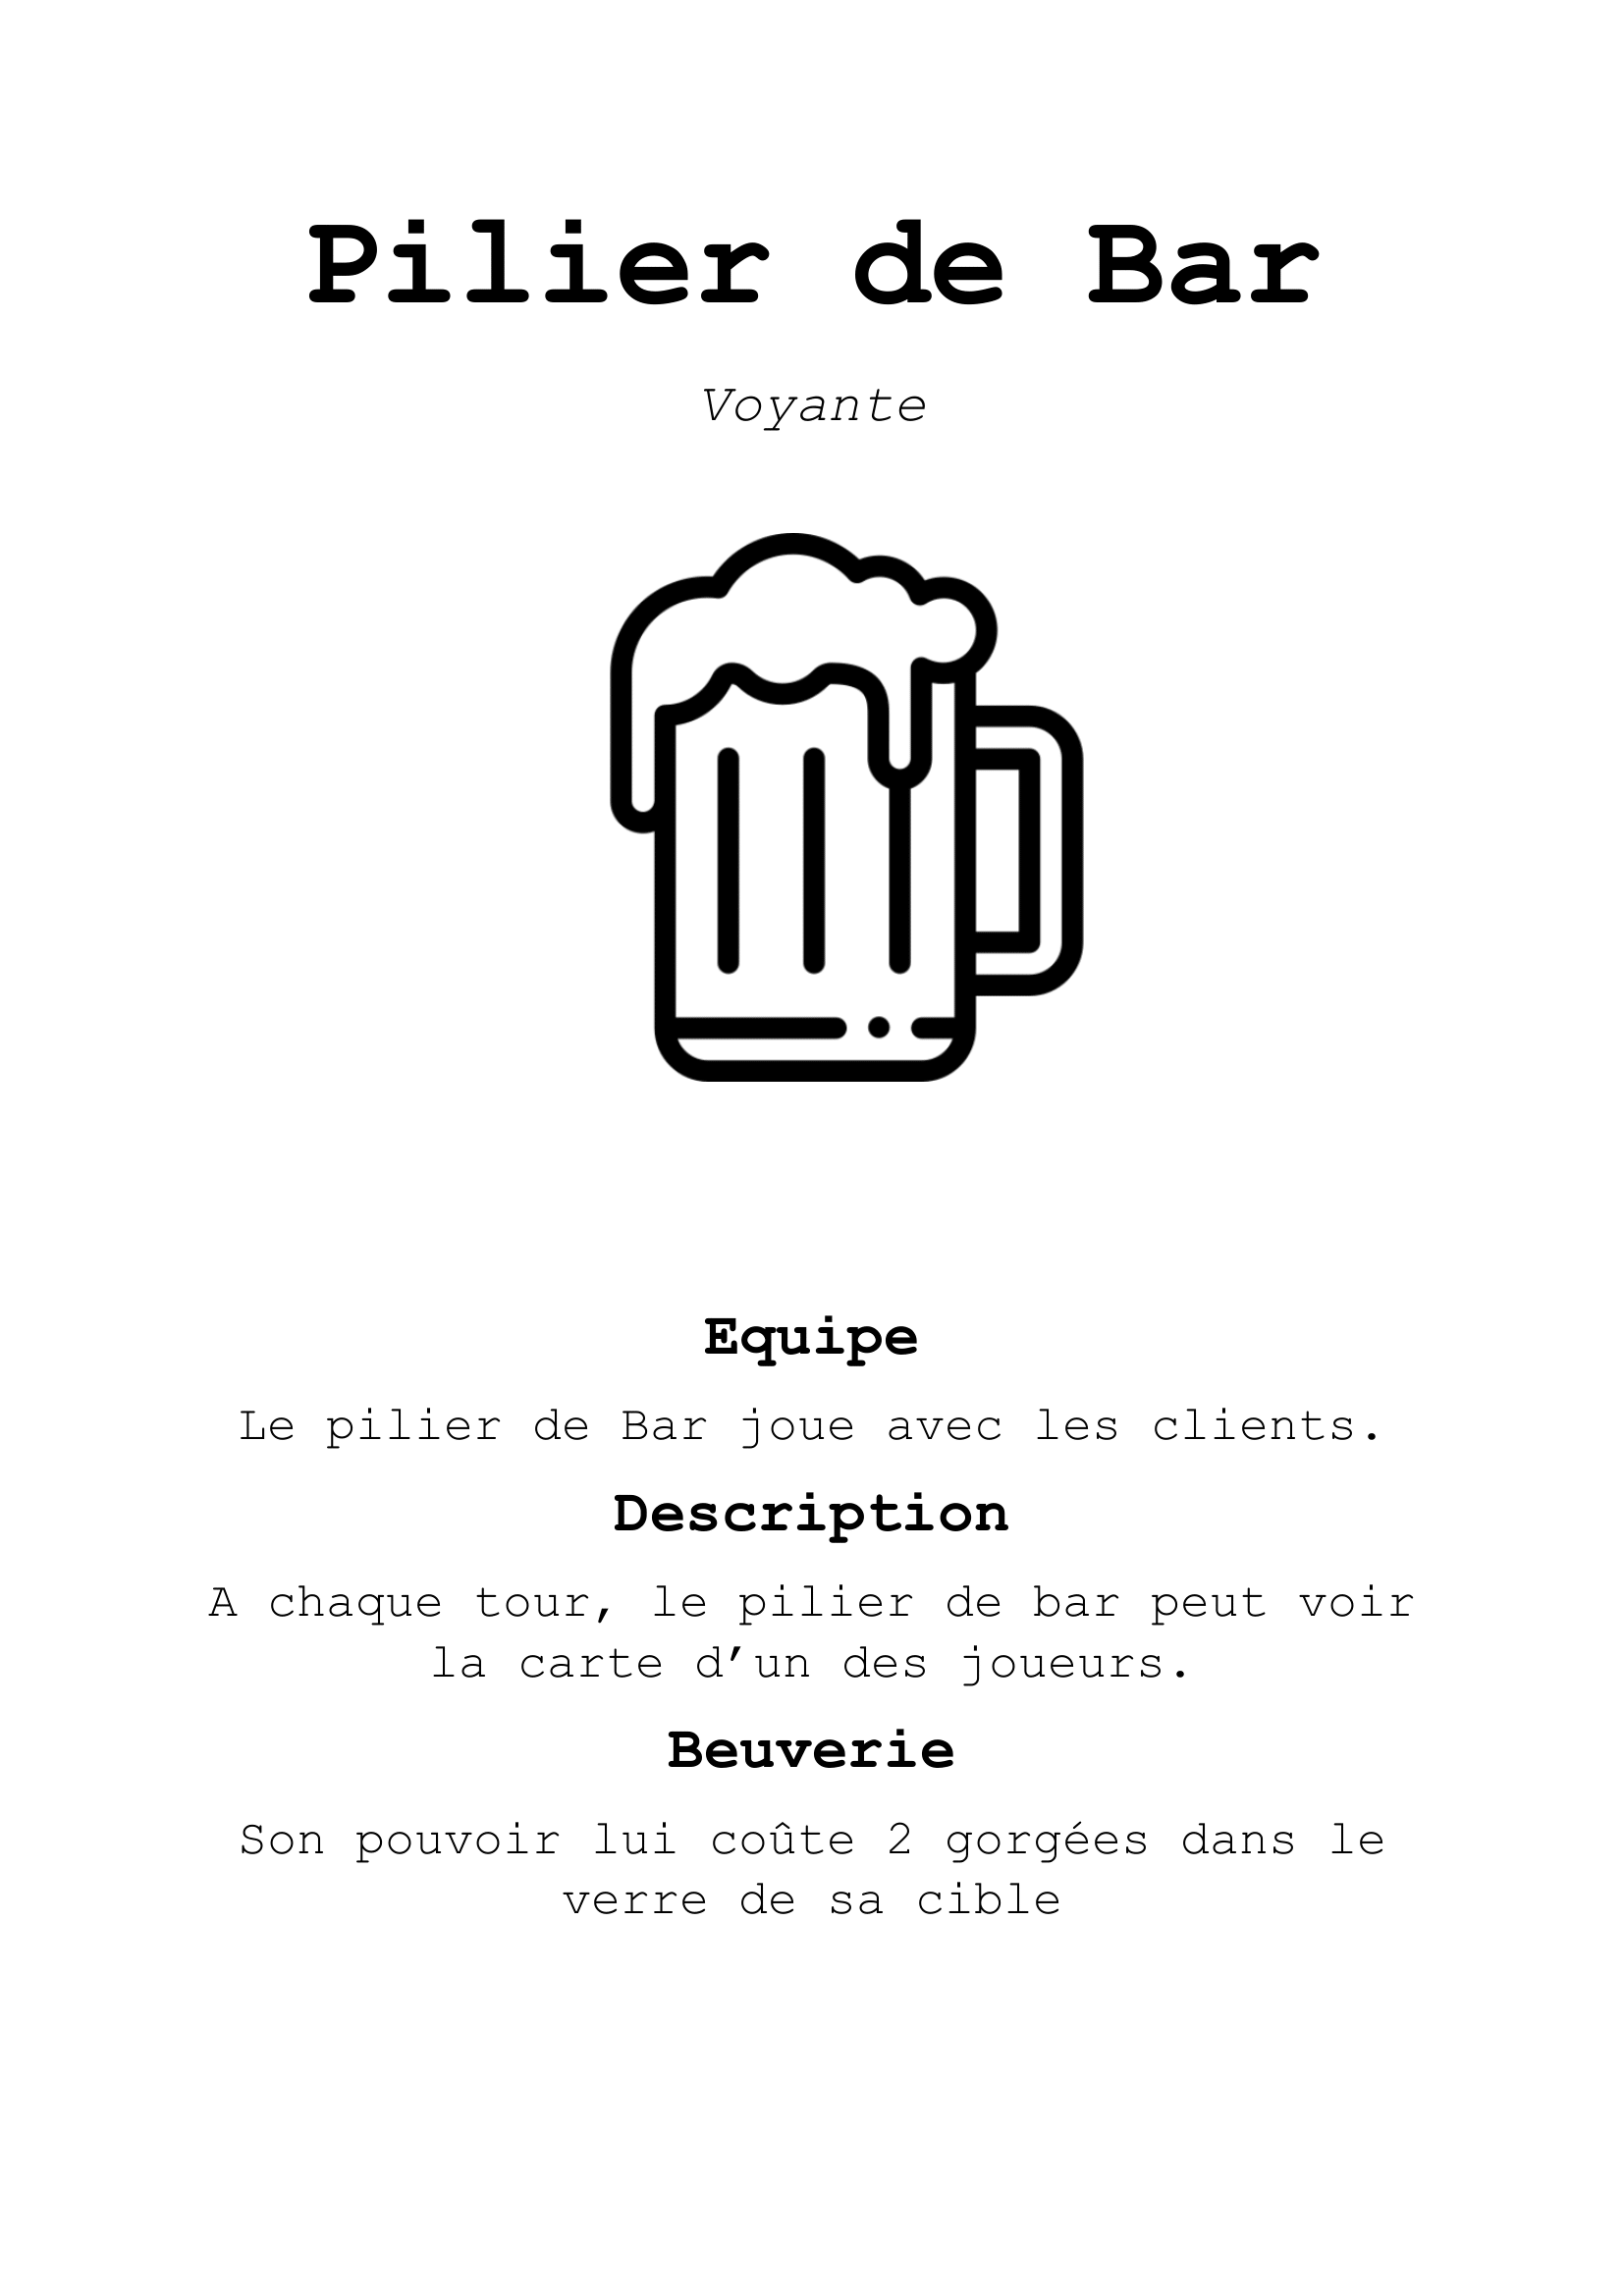 Pilier de Bar
Voyante
Equipe
Le pilier de Bar joue avec les clients.
Description
A chaque tour, le pilier de bar peut voir
la carte d’un des joueurs.
Beuverie
Son pouvoir lui coûte 2 gorgées dans le
verre de sa cible